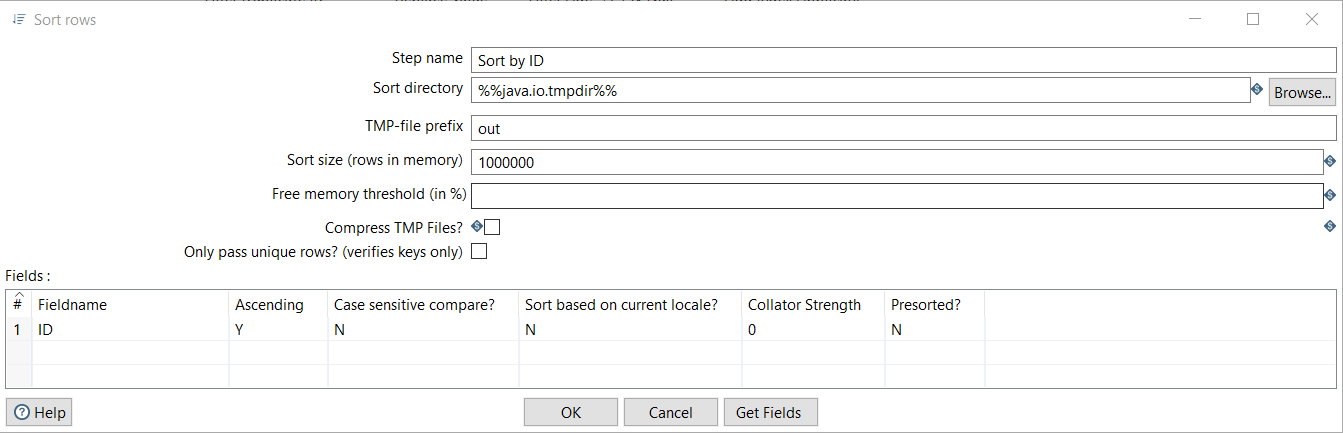 Sort rows
Step name Sort by ID
Sort directory %%java.io.tmpdir%% Browse...
TMP-file prefix out
Sort size (rows in memory) 1000000
Free memory threshold (in %)
Compress TMP Files?
Only pass unique rows? (verifies keys only)
Fields :
# Fieldname Ascending Case sensitive compare? Sort based on current locale? Collator Strength Presorted?
1 ID Y N N 0 N
Help OK Cancel Get Fields